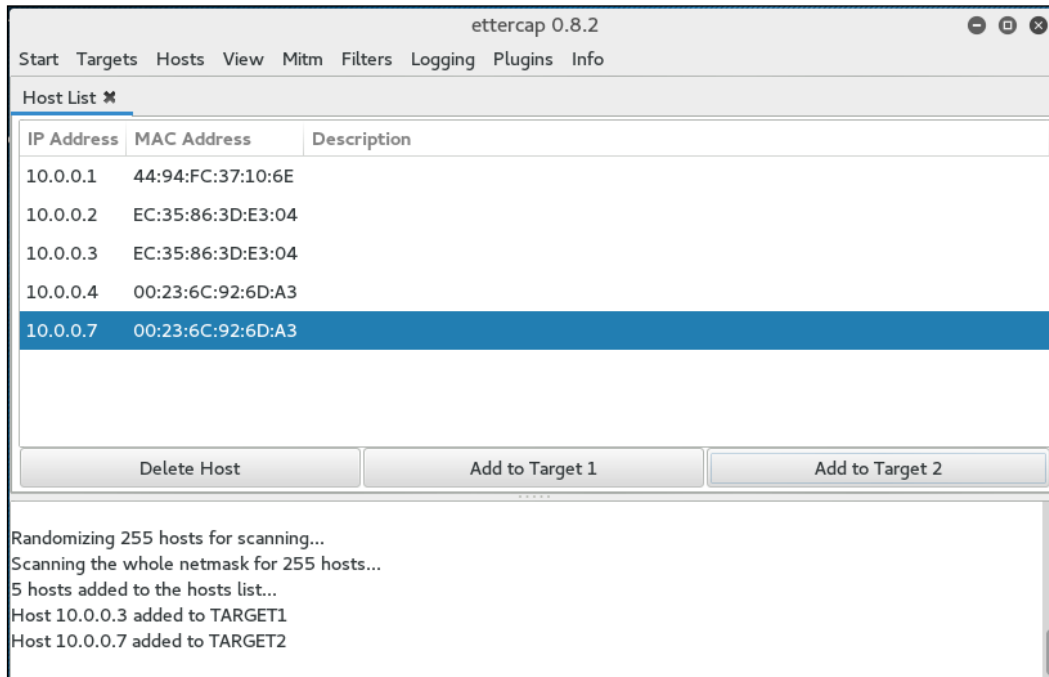 ettercap 0.8.2
Start Targets Hosts View Mitm Filters Logging Plugins Info
Host List ✖
IP Address MAC Address Description
10.0.0.1 44:94:FC:37:10:6E
10.0.0.2 EC:35:86:3D:E3:04
10.0.0.3 EC:35:86:3D:E3:04
10.0.0.4 00:23:6C:92:6D:A3
10.0.0.7 00:23:6C:92:6D:A3
Delete Host Add to Target 1 Add to Target 2
Randomizing 255 hosts for scanning...
Scanning the whole netmask for 255 hosts...
5 hosts added to the hosts list...
Host 10.0.0.3 added to TARGET1
Host 10.0.0.7 added to TARGET2